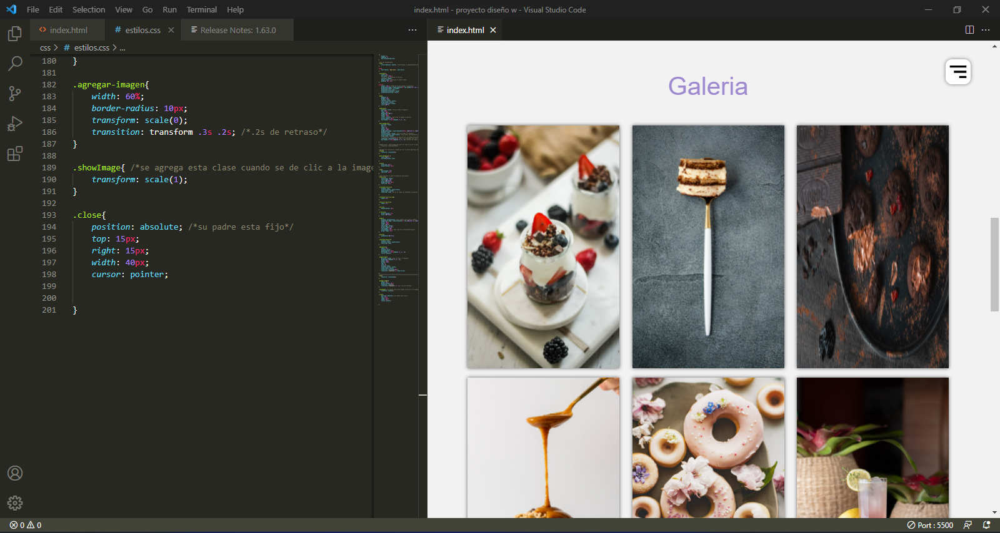 File Edit Selection View Go Run Terminal Help
index.html - proyecto diseño w - Visual Studio Code
index.html
estilos.css
Release Notes: 1.63.0
index.html
css > estilos.css > ...
180 }
181
182 .agregar-imagen{
183 width: 60%;
184 border-radius: 10px;
185 transform: scale(0);
186 transition: transform .3s .2s; /*.2s de retraso*/
187 }
188
189 .showImage{ /*se agrega esta clase cuando se de clic a la image
190 transform: scale(1);
191 }
192
193 .close{
194 position: absolute; /*su padre esta fijo*/
195 top: 15px;
196 right: 15px;
197 width: 40px;
198 cursor: pointer;
199
200
201 }
Galeria
0 0
Port : 5500